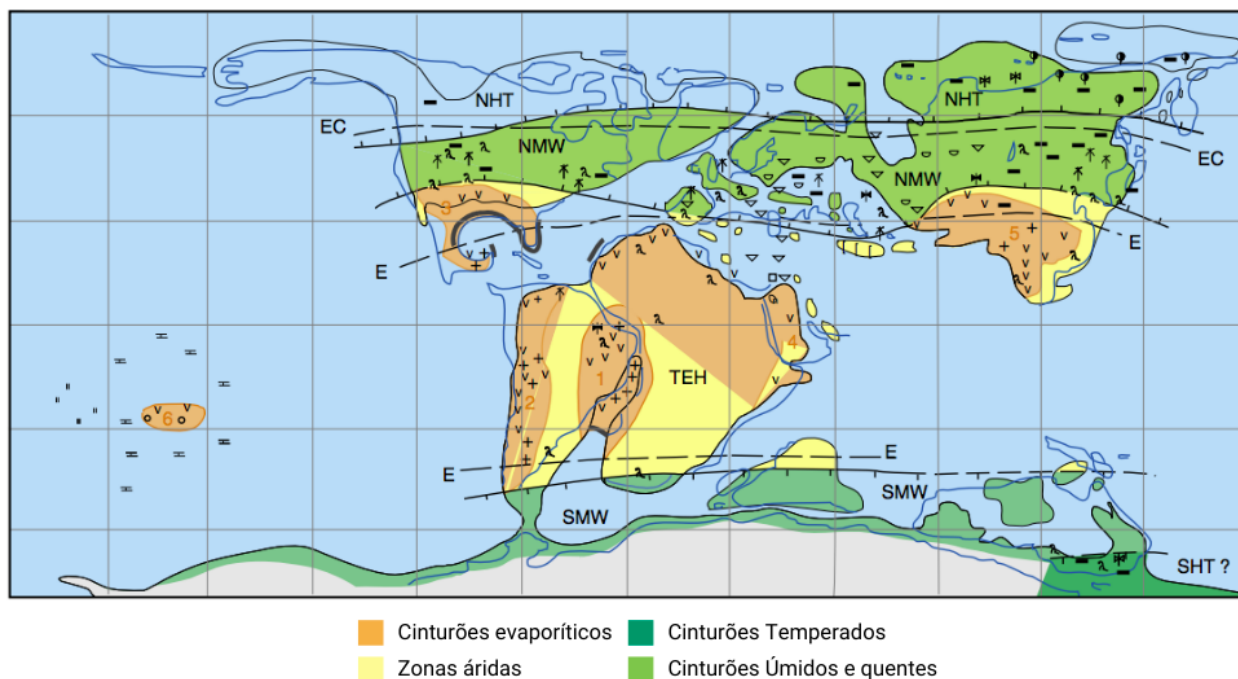 NHT
NHT
EC
NMW
EC
NMW
3
5
E
E
4
TEH
1
2
6
E
E
SMW
SMW
SHT ?
Cinturões evaporíticos
Cinturões Temperados
Zonas áridas
Cinturões Úmidos e quentes